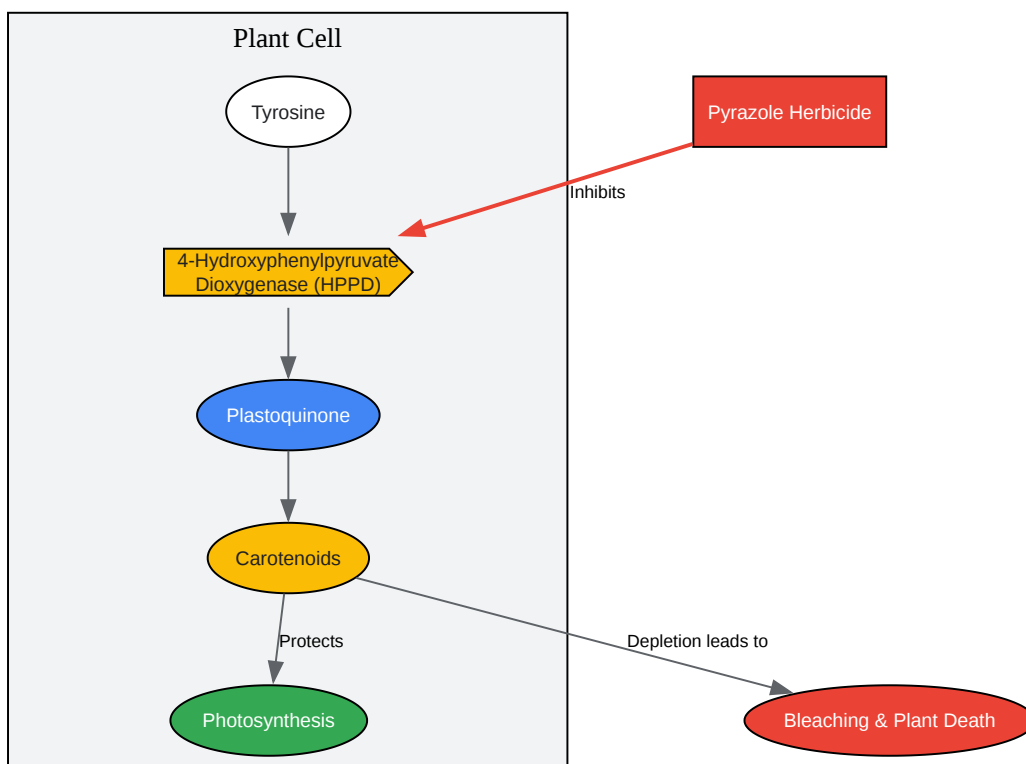 Plant Cell
Tyrosine
Pyrazole Herbicide
Inhibits
4-Hydroxyphenylpyruvate
Dioxygenase (HPPD)
Plastoquinone
Carotenoids
Protects
Depletion leads to
Photosynthesis
Bleaching & Plant Death